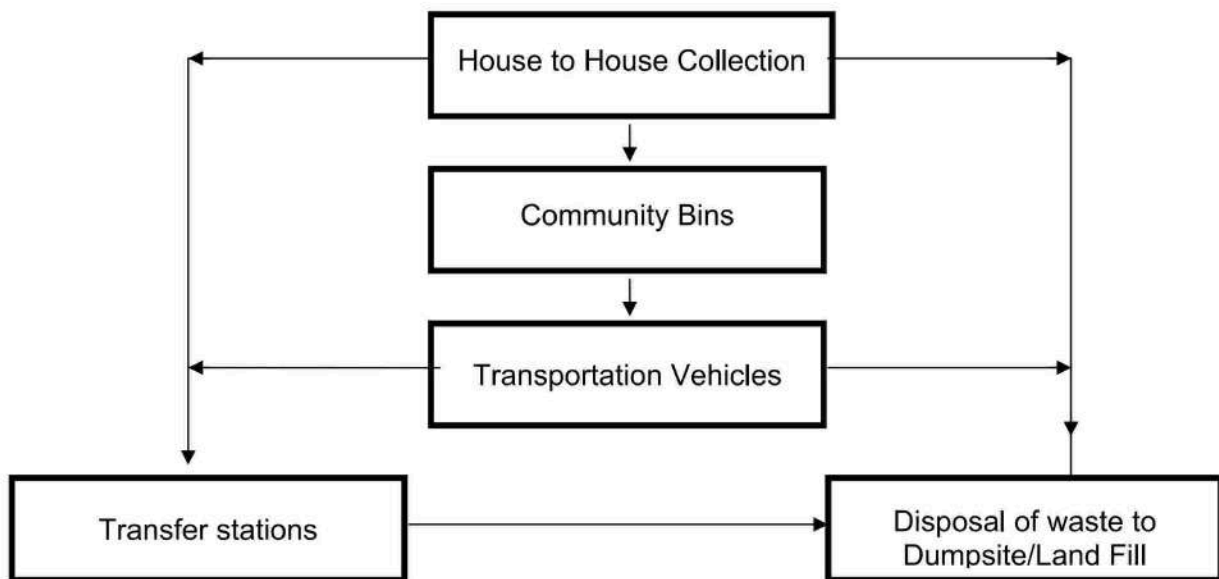 House to House Collection
Community Bins
Transportation Vehicles
Transfer stations
Disposal of waste to
Dumpsite/Land Fill